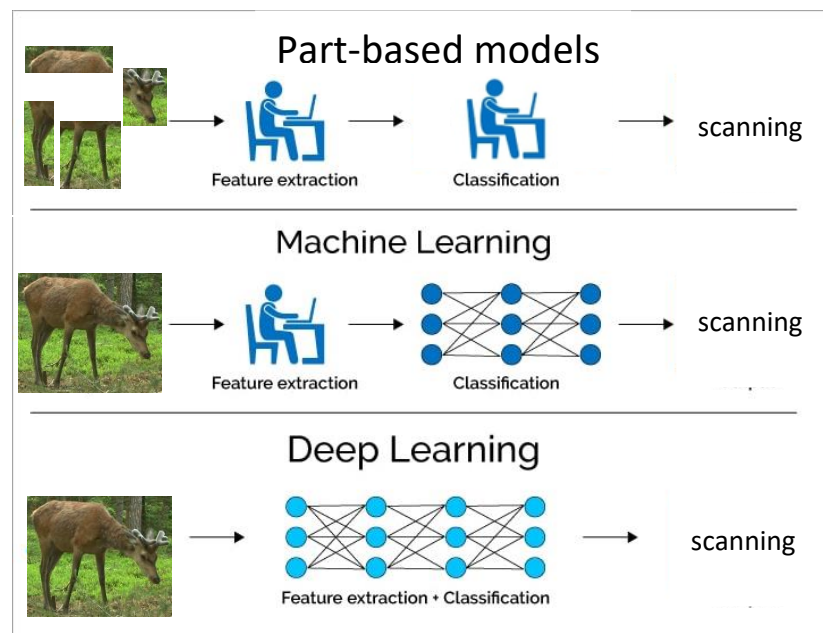 Part-based models
scanning
Feature extraction
Classification
Machine Learning
scanning
Feature extraction
Classification
Deep Learning
scanning
Feature extraction + Classification